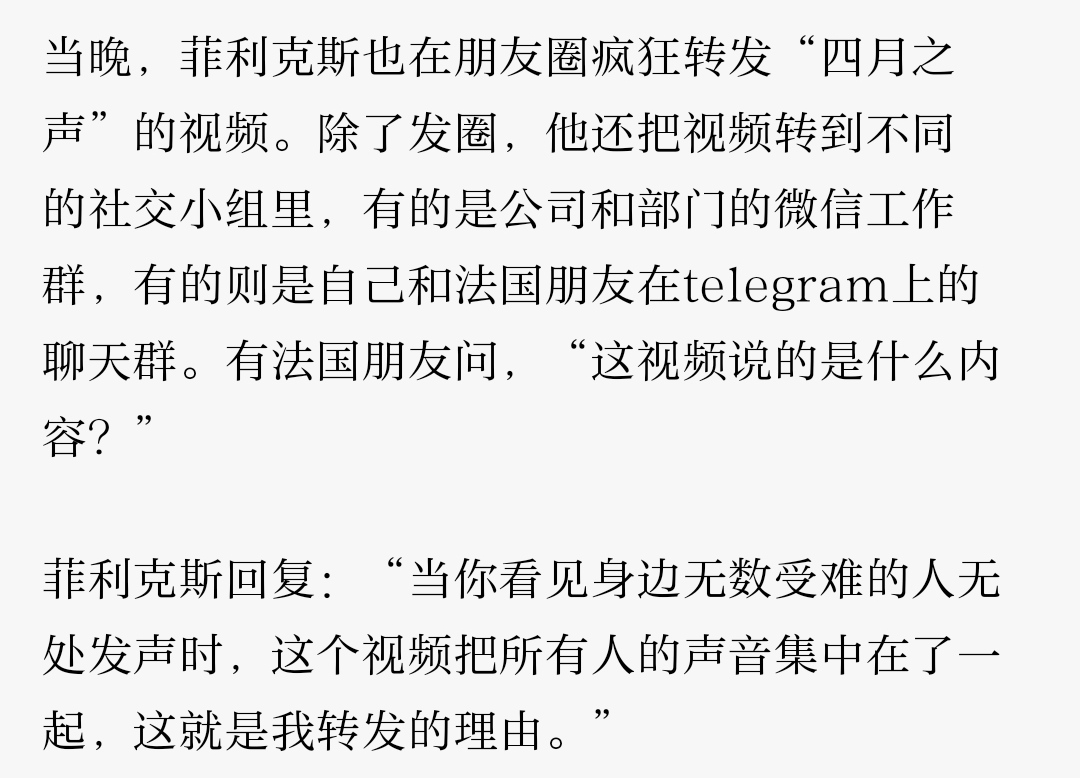 当晚，菲利克斯也在朋友圈疯狂转发“四月之
声”的视频。除了发圈，他还把视频转到不同
的社交小组里，有的是公司和部门的微信工作
群，有的则是自己和法国朋友在telegram上的
聊天群。有法国朋友问，“这视频说的是什么内
容？”
菲利克斯回复：“当你看见身边无数受难的人无
处发声时，这个视频把所有人的声音集中在了一
起，这就是我转发的理由。”